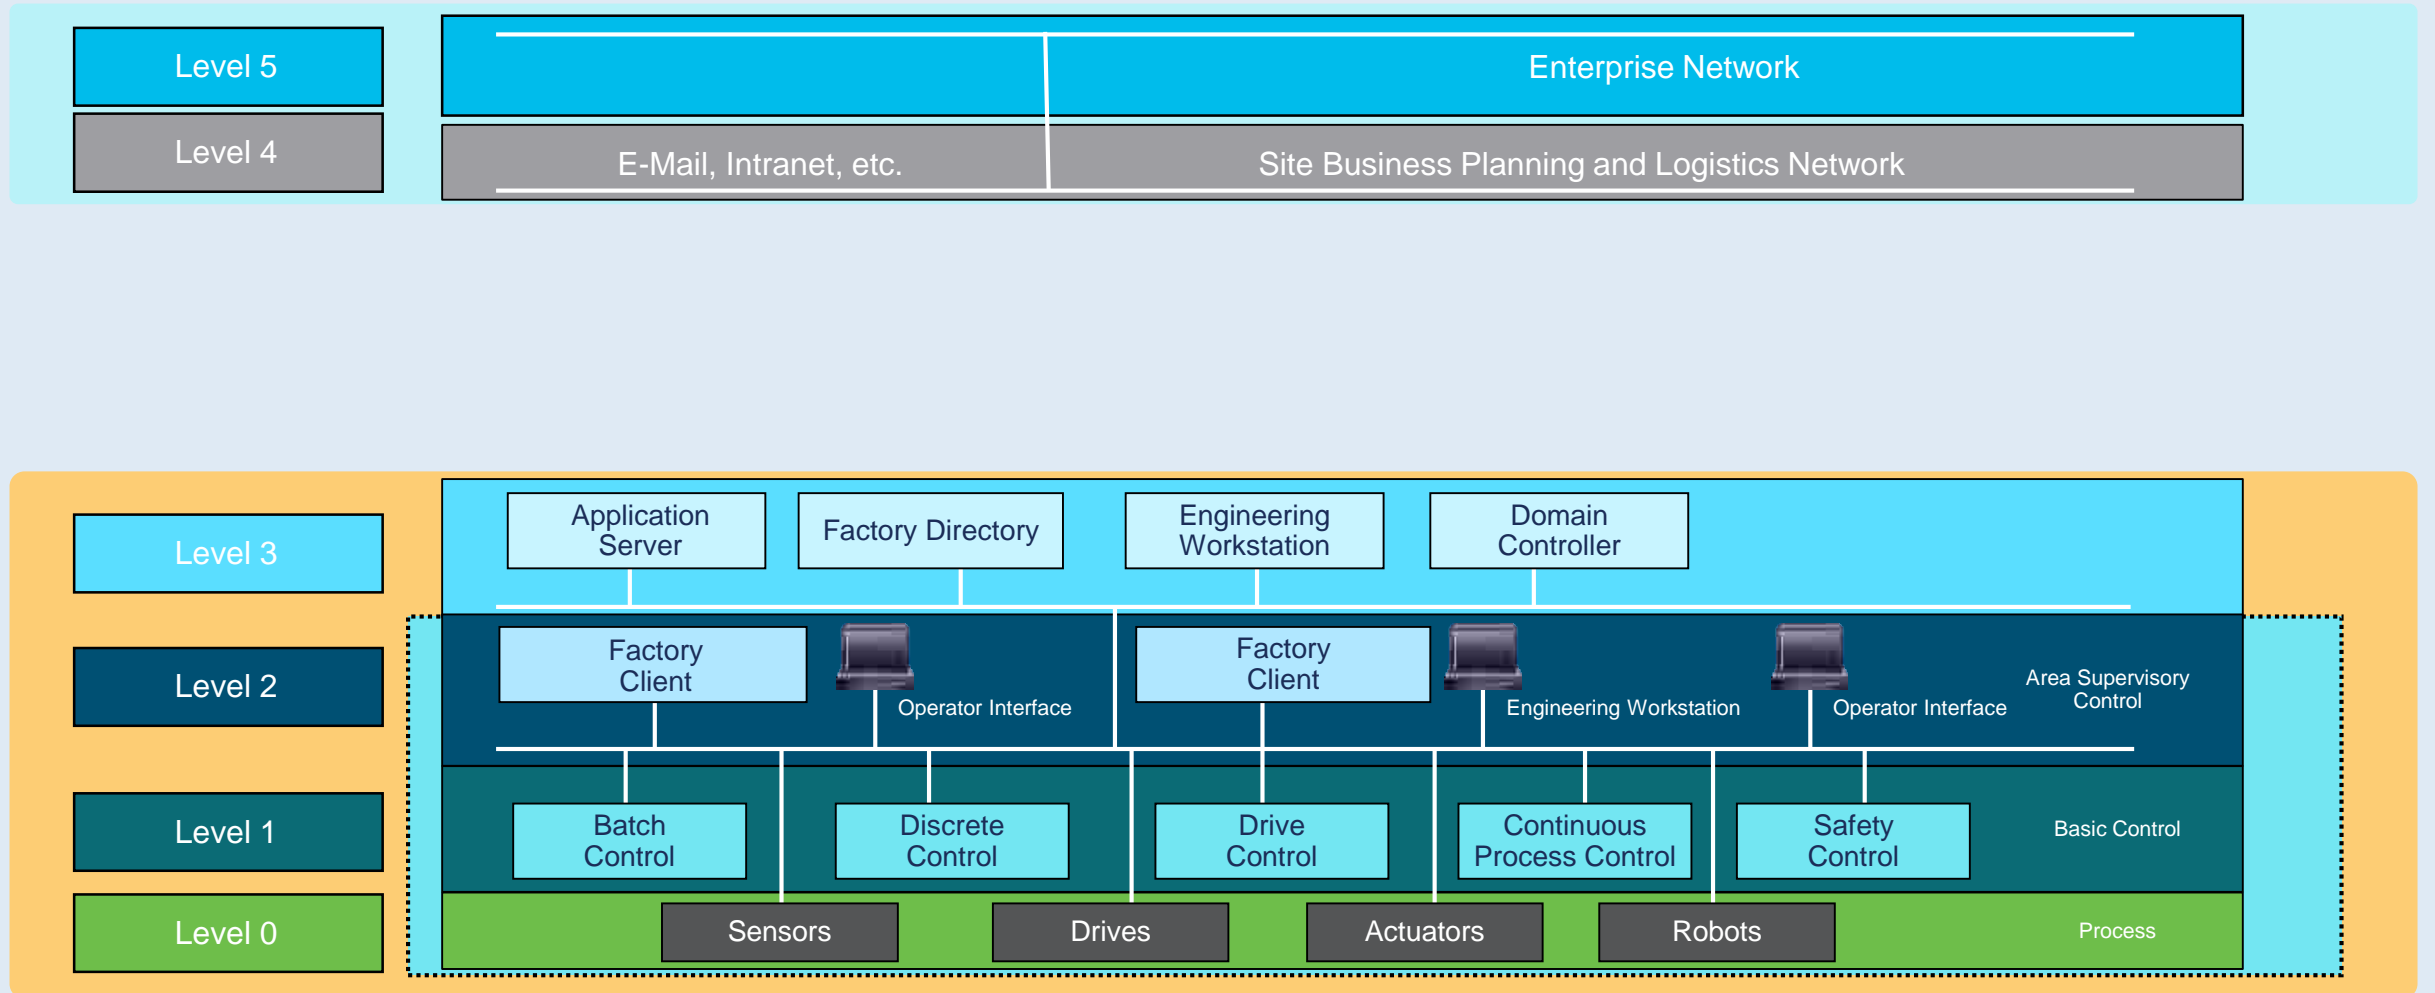 Level 5
Enterprise Network
Level 4
E-Mail, Intranet, etc.
Site Business Planning and Logistics Network
Level 3
Application
Server
Factory Directory
Engineering
Workstation
Domain
Controller
Level 2
Factory
Client
Operator Interface
Factory
Client
Engineering Workstation
Operator Interface
Area Supervisory
Control
Level 1
Batch
Control
Discrete
Control
Drive
Control
Continuous
Process Control
Safety
Control
Basic Control
Level 0
Sensors
Drives
Actuators
Robots
Process